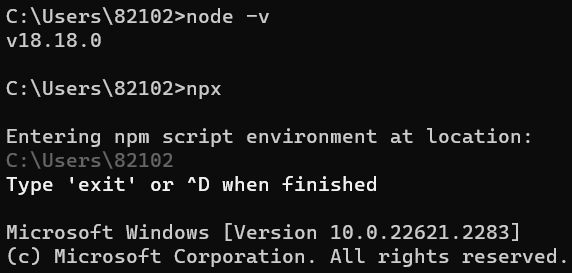 C:\Users\82102>node -v
v18.18.0
C:\Users\82102>npx
Entering npm script environment at location:
C:\Users\82102
Type 'exit' or ^D when finished
Microsoft Windows [Version 10.0.22621.2283]
(c) Microsoft Corporation. All rights reserved.